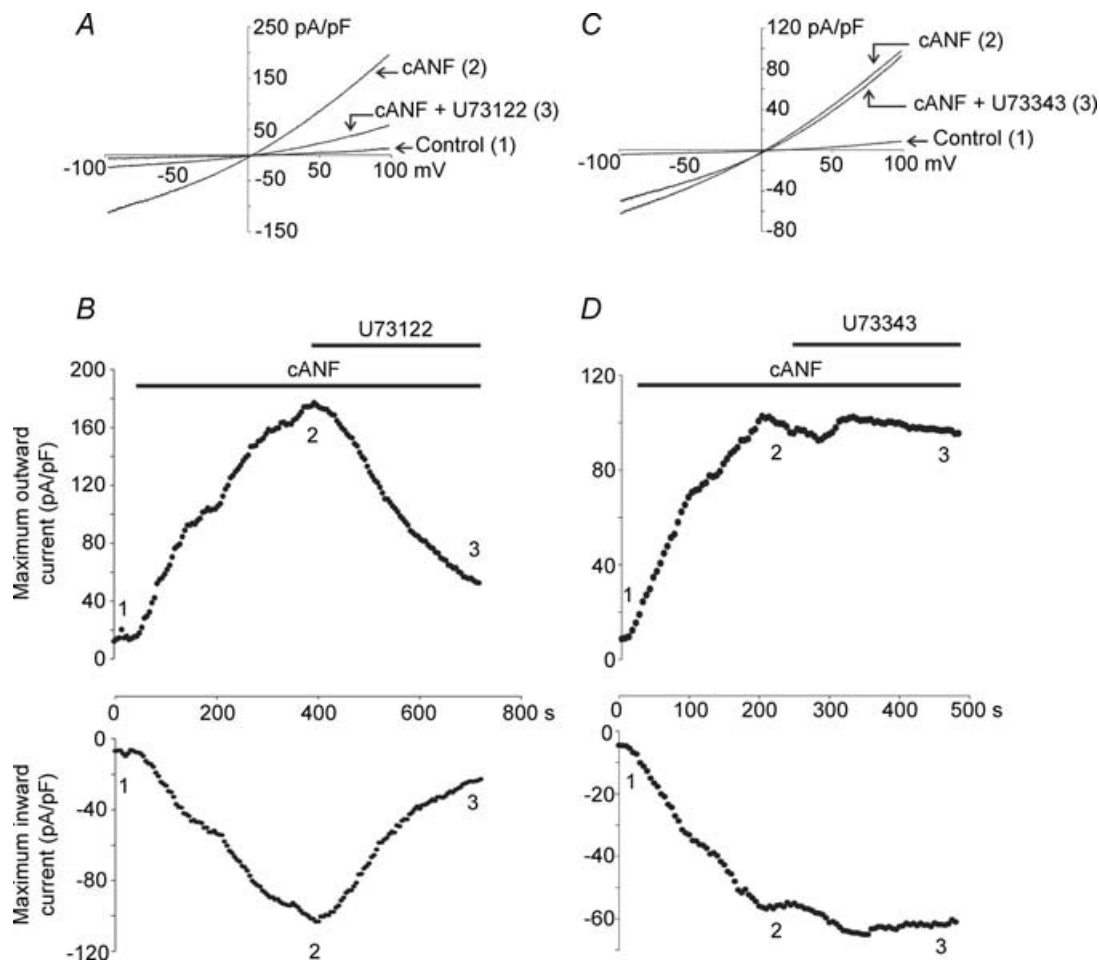 A
250 pA/pF
150
cANF (2)
cANF + U73122 (3)
50
Control (1)
-100
-50
50
100 mV
-50
-150
C
120 pA/pF
cANF (2)
80
cANF + U73343 (3)
40
Control (1)
-100
-50
50
100 mV
-40
-80
B
U73122
cANF
Maximum outward
current (pA/pF)
200
160
120
80
40
0
1
2
3
0
200
400
600
800 s
Maximum inward
current (pA/pF)
0
-40
-80
-120
1
2
3
D
U73343
cANF
120
80
40
0
1
2
3
0
100
200
300
400
500 s
0
-20
-40
-60
1
2
3